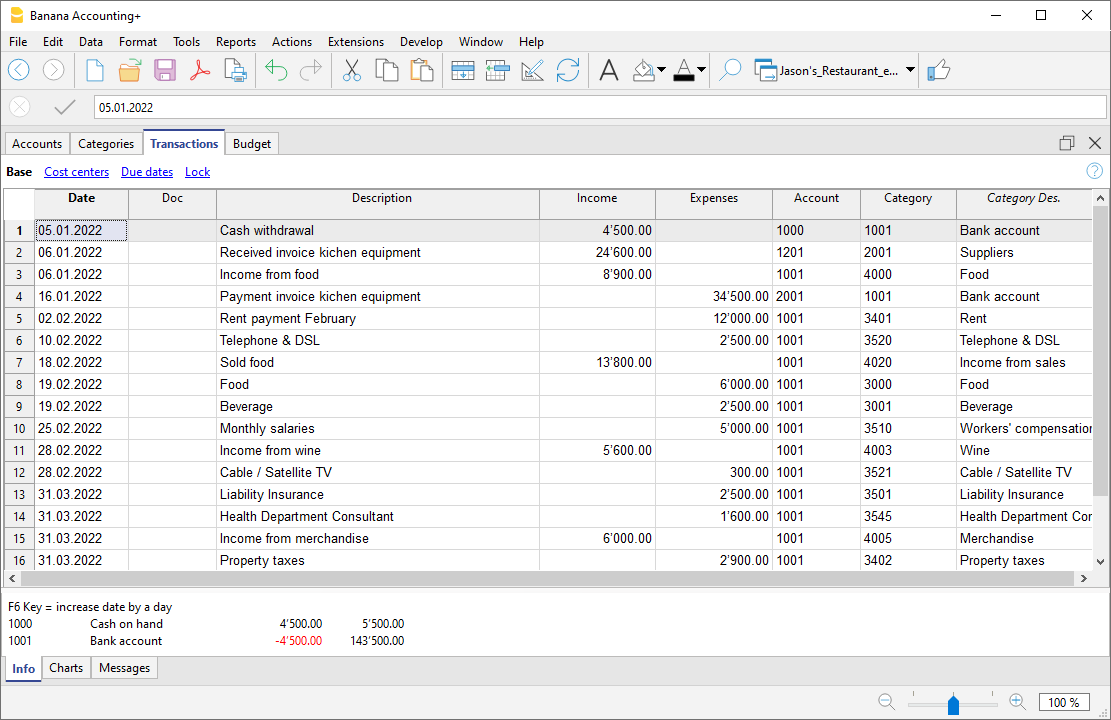 Banana Accounting+
File Edit Data Format Tools Reports Actions Extensions Develop Window Help
Jason's_Restaurant_e...
05.01.2022
Accounts Categories Transactions Budget
Base Cost centers Due dates Lock
Date Doc Description Income Expenses Account Category Category Des.
1 05.01.2022 Cash withdrawal 4'500.00 1000 1001 Bank account
2 06.01.2022 Received invoice kichen equipment 24'600.00 1201 2001 Suppliers
3 06.01.2022 Income from food 8'900.00 1001 4000 Food
4 16.01.2022 Payment invoice kichen equipment 34'500.00 2001 1001 Bank account
5 02.02.2022 Rent payment February 12'000.00 1001 3401 Rent
6 10.02.2022 Telephone & DSL 2'500.00 1001 3520 Telephone & DSL
7 18.02.2022 Sold food 13'800.00 1001 4020 Income from sales
8 19.02.2022 Food 6'000.00 1001 3000 Food
9 19.02.2022 Beverage 2'500.00 1001 3001 Beverage
10 25.02.2022 Monthly salaries 5'000.00 1001 3510 Workers' compensation
11 28.02.2022 Income from wine 5'600.00 1001 4003 Wine
12 28.02.2022 Cable / Satellite TV 300.00 1001 3521 Cable / Satellite TV
13 31.03.2022 Liability Insurance 2'500.00 1001 3501 Liability Insurance
14 31.03.2022 Health Department Consultant 1'600.00 1001 3545 Health Department Cor
15 31.03.2022 Income from merchandise 6'000.00 1001 4005 Merchandise
16 31.03.2022 Property taxes 2'900.00 1001 3402 Property taxes
F6 Key = increase date by a day
1000 Cash on hand 4'500.00 5'500.00
1001 Bank account -4'500.00 143'500.00
Info Charts Messages
100 %